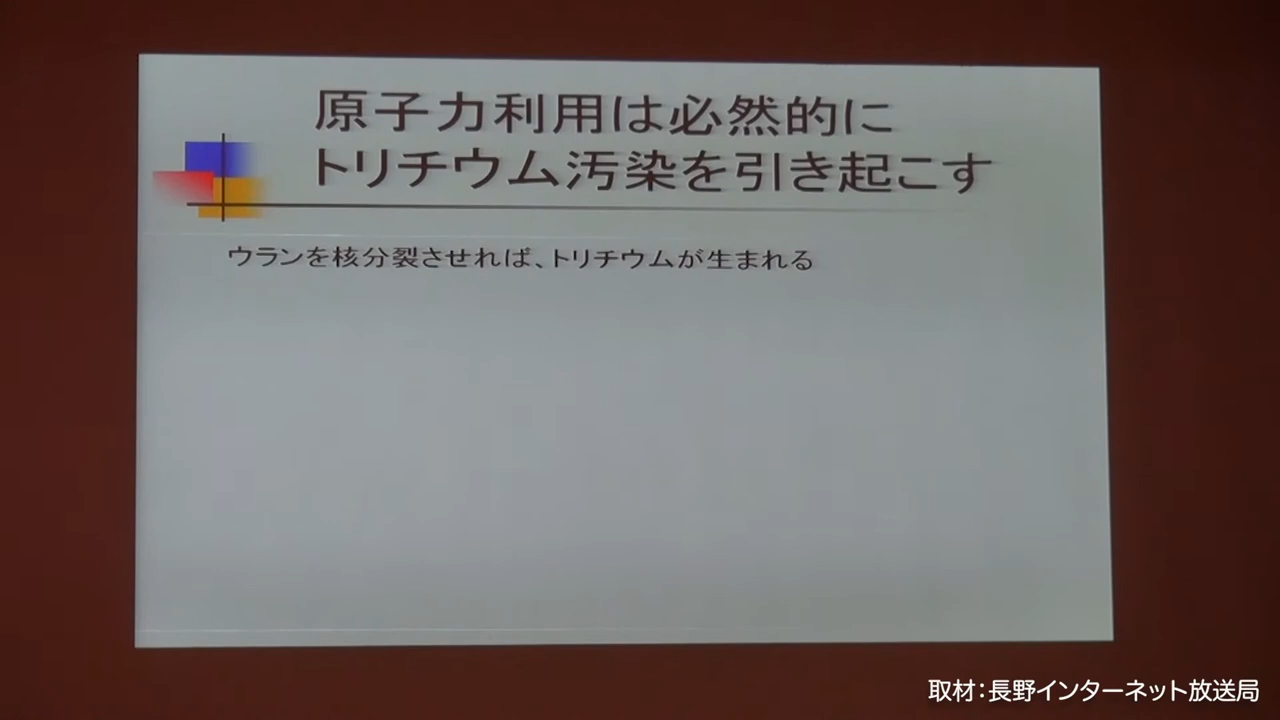 原子力利用は必然的に
トリチウム汚染を引き起こす
ウランを核分裂させれば、トリチウムが生まれる
取材：長野インターネット放送局